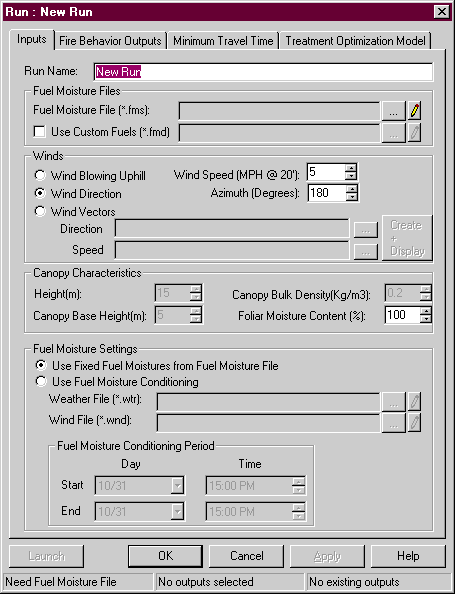 Run : New Run
Inputs Fire Behavior Outputs Minimum Travel Time Treatment Optimization Model
Run Name: New Run
Fuel Moisture Files
Fuel Moisture File (*.fms): ...
Use Custom Fuels (*.fmd) ...
Winds
Wind Blowing Uphill Wind Speed (MPH @ 20'): 5
Wind Direction Azimuth (Degrees): 180
Wind Vectors
Direction ... Create
+
Speed ... Display
Canopy Characteristics
Height(m): 15 Canopy Bulk Density(Kg/m3): 0.2
Canopy Base Height(m): 5 Foliar Moisture Content (%): 100
Fuel Moisture Settings
Use Fixed Fuel Moistures from Fuel Moisture File
Use Fuel Moisture Conditioning
Weather File (*.wtr): ...
Wind File (*.wnd): ...
Fuel Moisture Conditioning Period
Day Time
Start 10/31 15:00 PM
End 10/31 15:00 PM
Launch OK Cancel Apply Help
Need Fuel Moisture File No outputs selected No existing outputs